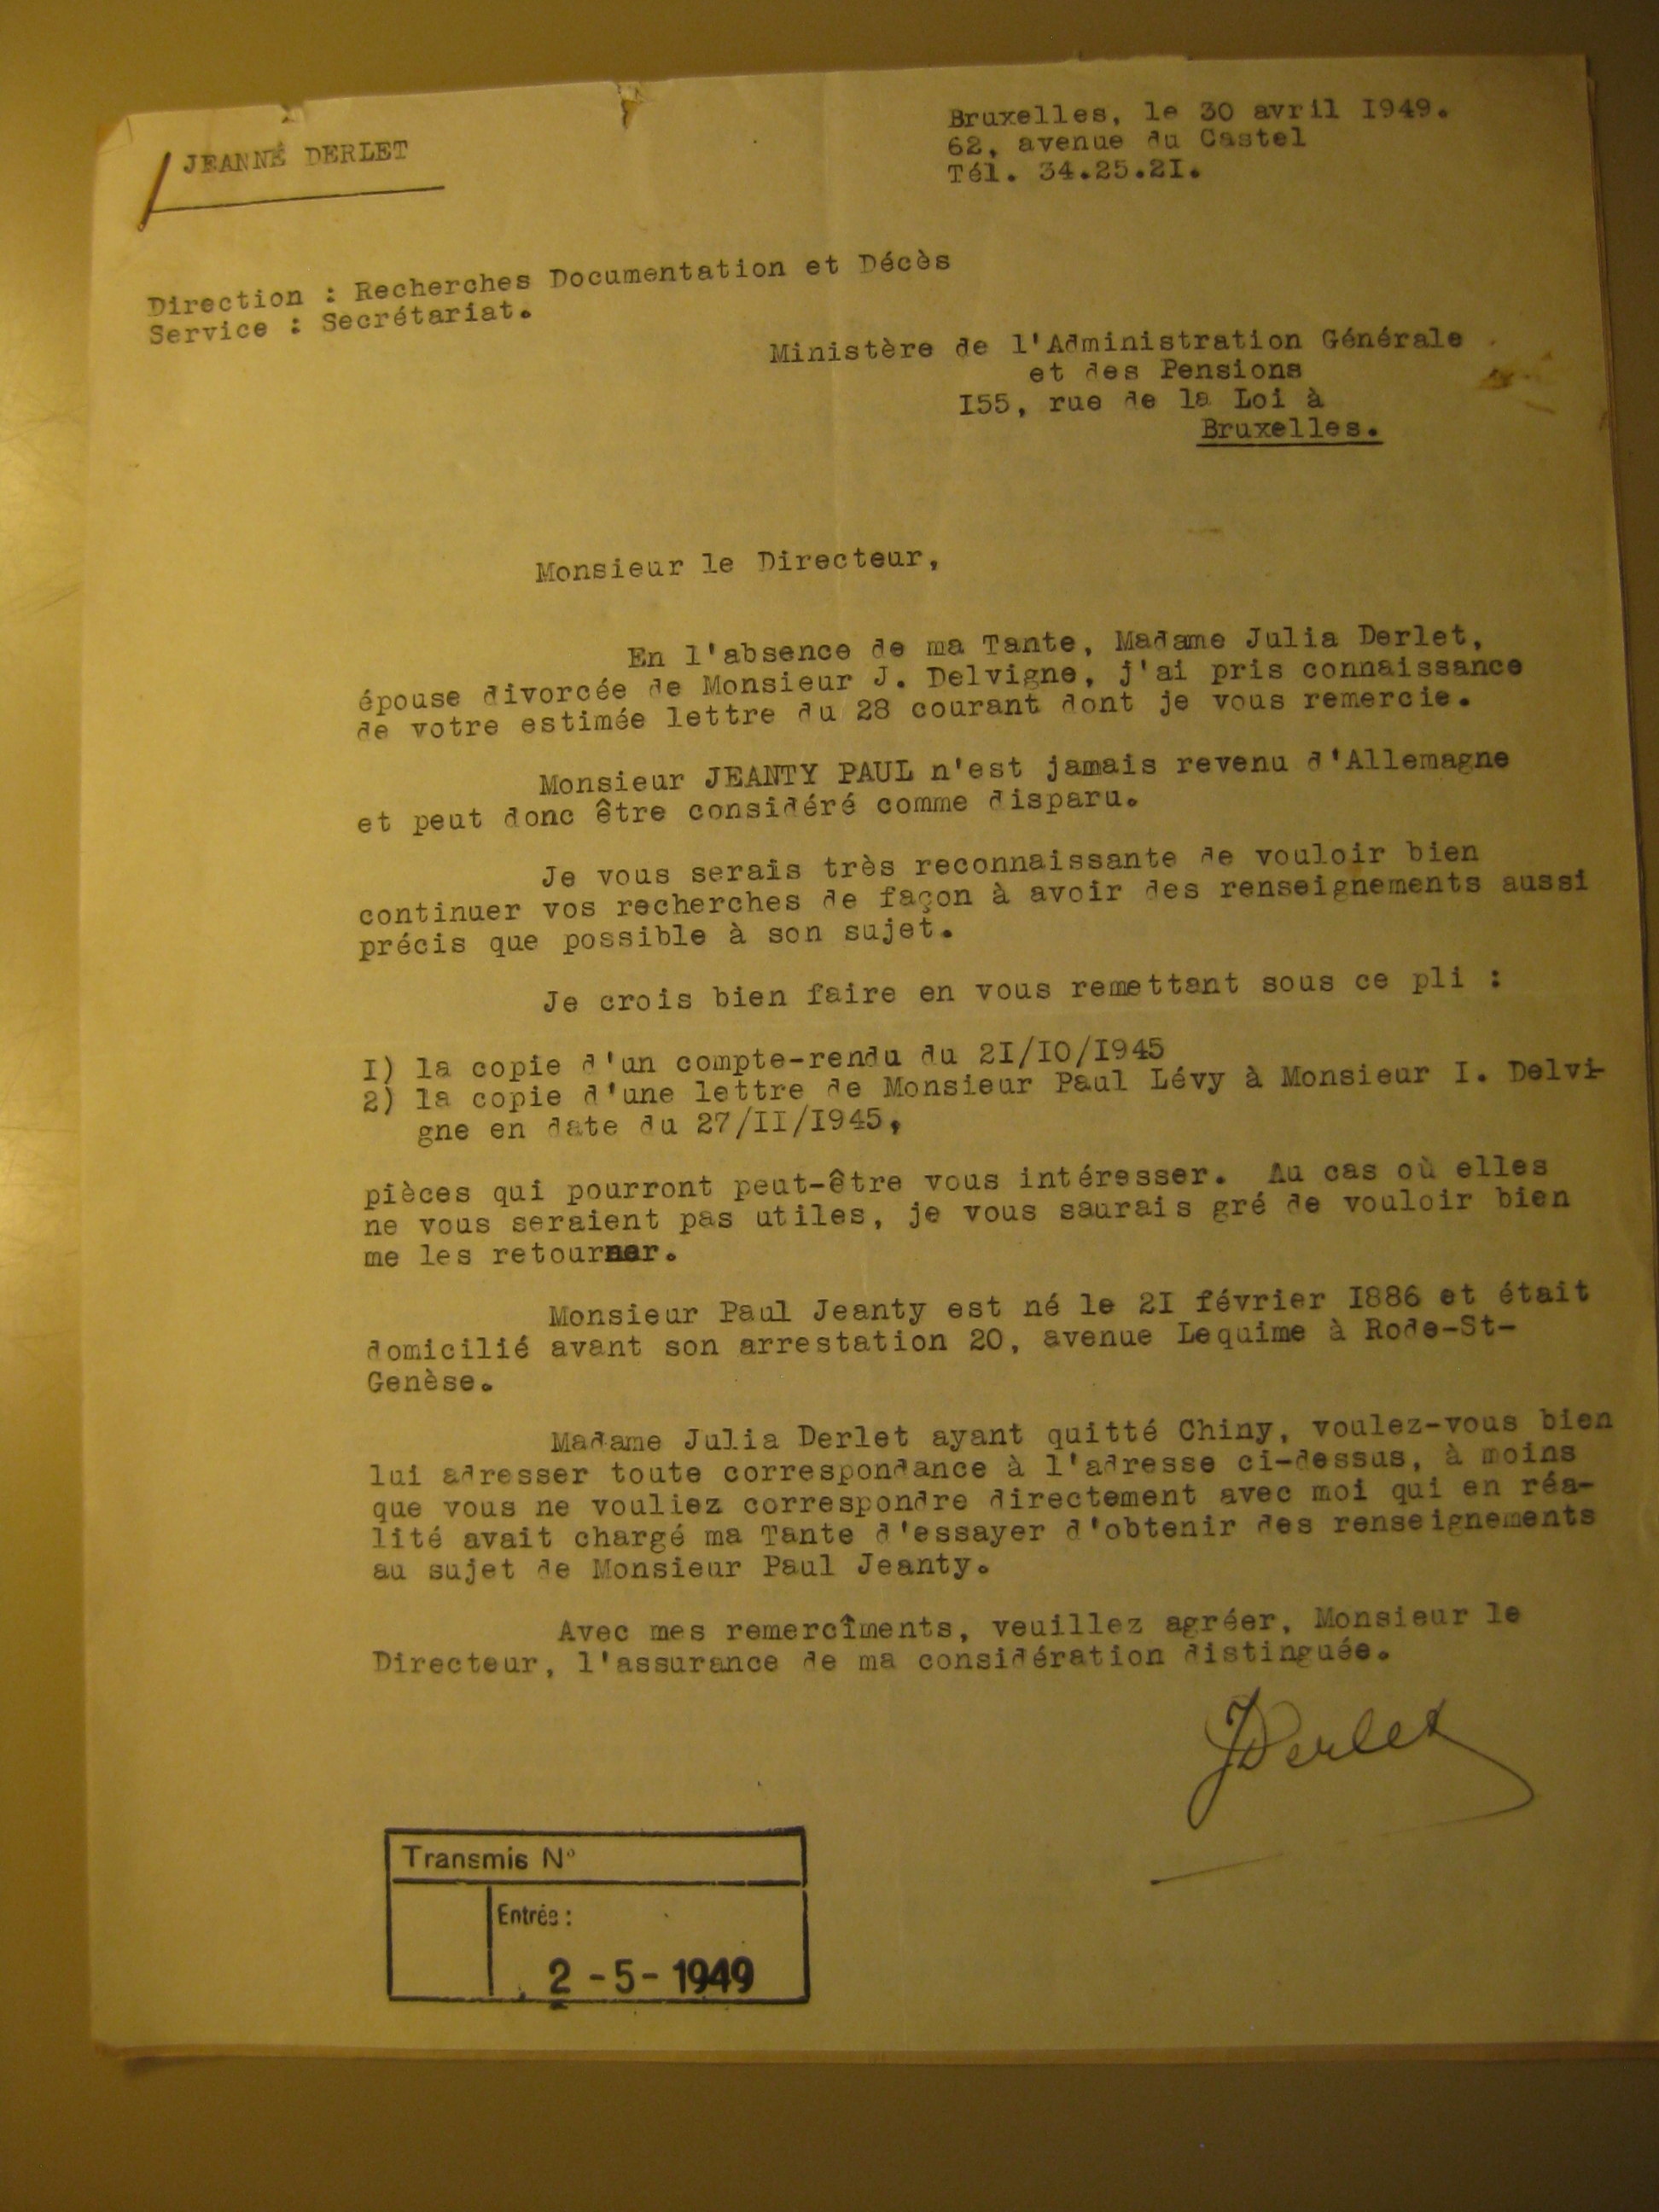 JEANNE DERLET
Bruxelles, le 30 avril I949.
62, avenue du Castel
Tél. 34.25.2I.
Direction : Recherches Documentation et Décès
Service : Secrétariat.
Ministère de l'Administration Générale
et des Pensions
I55, rue de la Loi à
Bruxelles.
Monsieur le Directeur,
En l'absence de ma Tante, Madame Julia Derlet,
épouse divorcée de Monsieur J. Delvigne, j'ai pris connaissance
de votre estimée lettre du 28 courant dont je vous remercie.
Monsieur JEANTY PAUL n'est jamais revenu d'Allemagne
et peut donc être considéré comme disparu.
Je vous serais très reconnaissante de vouloir bien
continuer vos recherches de façon à avoir des renseignements aussi
précis que possible à son sujet.
Je crois bien faire en vous remettant sous ce pli :
I) la copie d'un compte-rendu du 2I/IO/I945
2) la copie d'une lettre de Monsieur Paul Lévy à Monsieur I. Delvi-
gne en date du 27/II/I945,
pièces qui pourront peut-être vous intéresser. Au cas où elles
ne vous seraient pas utiles, je vous saurais gré de vouloir bien
me les retourner.
Monsieur Paul Jeanty est né le 2I février I886 et était
domicilié avant son arrestation 20, avenue Lequime à Rode-St-
Genèse.
Madame Julia Derlet ayant quitté Chiny, voulez-vous bien
lui adresser toute correspondance à l'adresse ci-dessus, à moins
que vous ne vouliez correspondre directement avec moi qui en réa-
lité avait chargé ma Tante d'essayer d'obtenir des renseignements
au sujet de Monsieur Paul Jeanty.
Avec mes remercîments, veuillez agréer, Monsieur le
Directeur, l'assurance de ma considération distinguée.
JDerlet
Transmis N°
Entrée :
2 - 5 - 1949